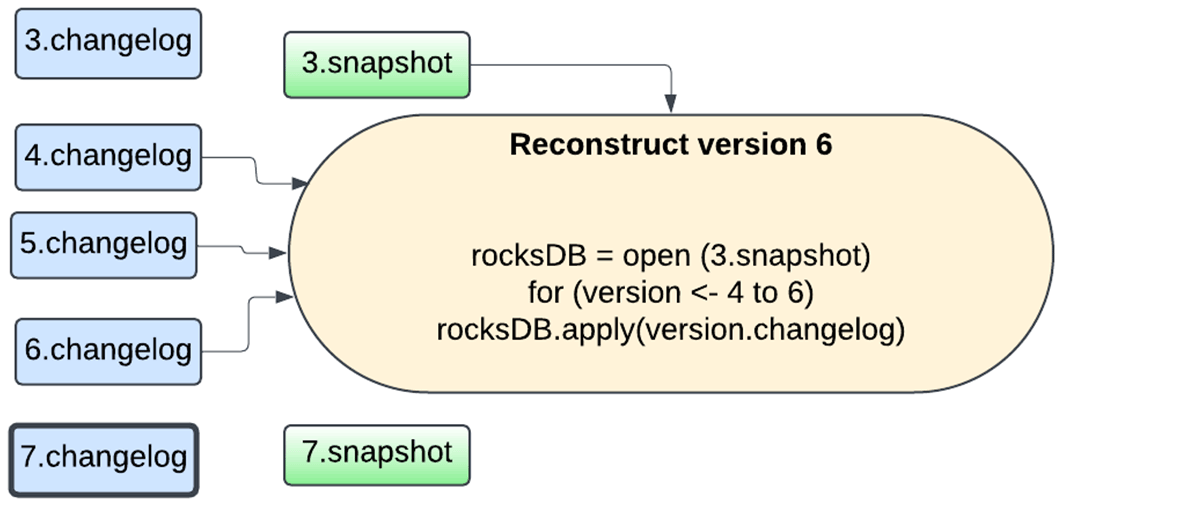 3.changelog
3.snapshot
4.changelog
5.changelog
6.changelog
7.changelog
Reconstruct version 6
rocksDB = open (3.snapshot)
for (version <- 4 to 6)
rocksDB.apply(version.changelog)
7.snapshot